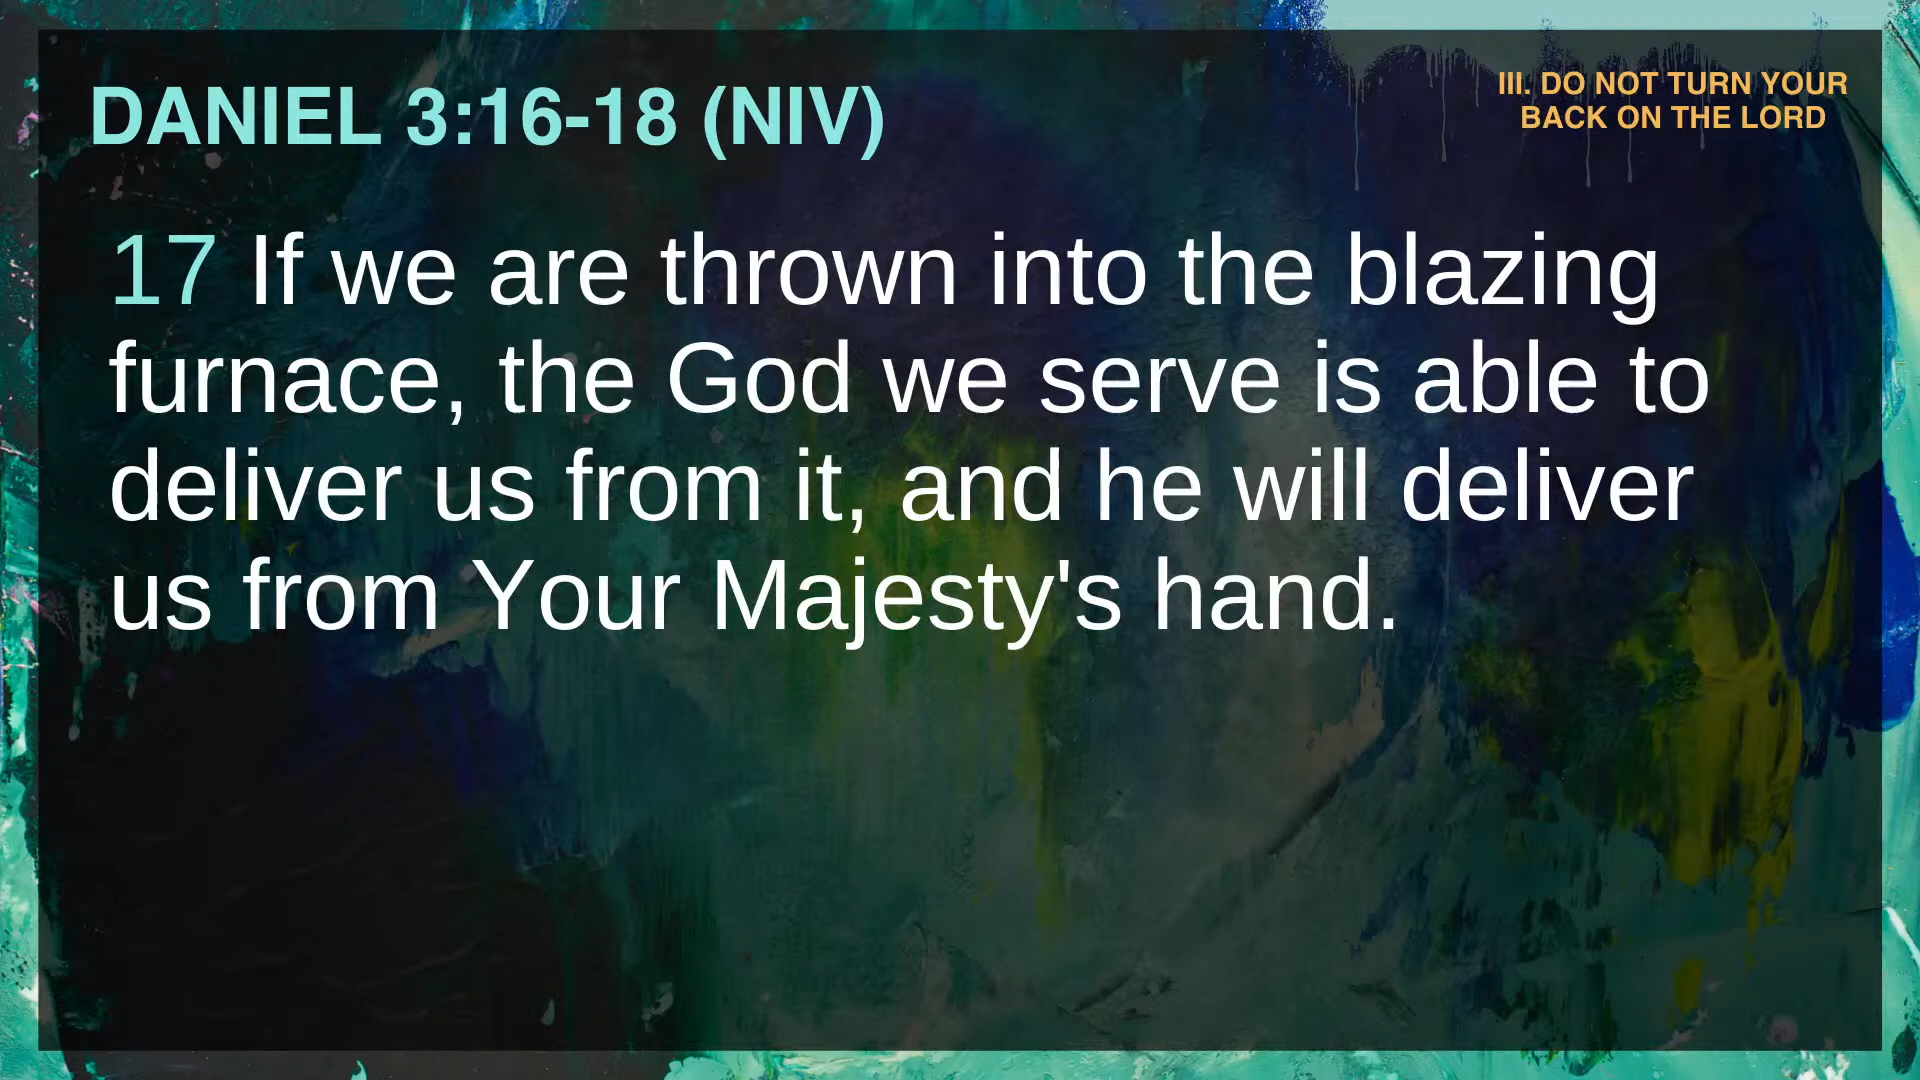 DANIEL 3:16-18 (NIV)
III. DO NOT TURN YOUR
BACK ON THE LORD
17 If we are thrown into the blazing
furnace, the God we serve is able to
deliver us from it, and he will deliver
us from Your Majesty's hand.